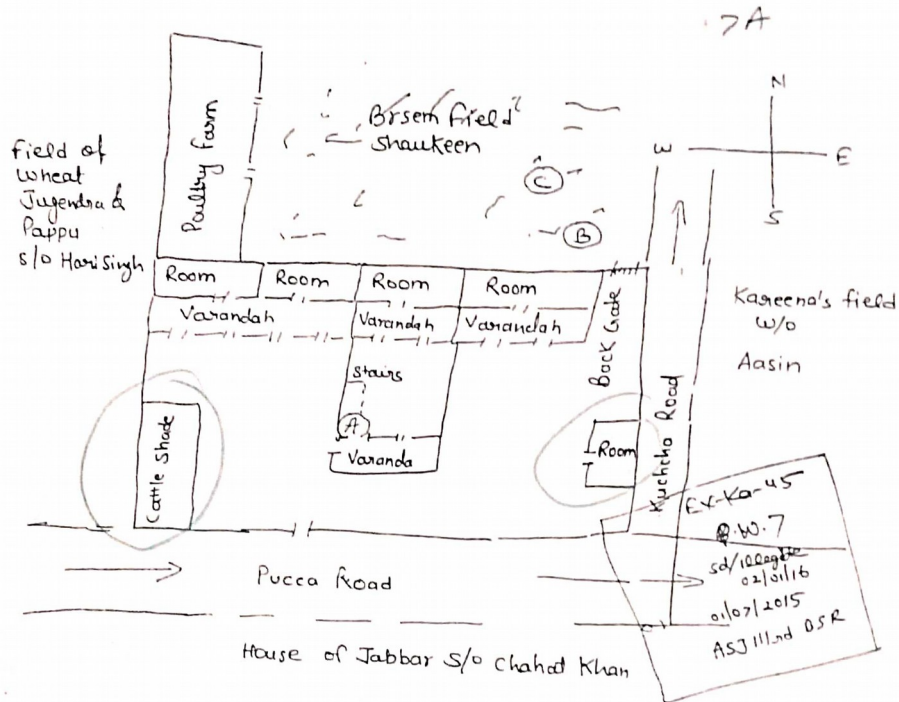 A
N
W
E
S
Brsem field
Shaukeen
Poultry farm
Field of
wheat
Jugendra &
Pappu
s/o Hari Singh
C
B
Room
Room
Room
Room
Varandah
Varandah
Varandah
Back Gate
Kareena's field
w/o
Aasin
Stairs
A
Varanda
Cattle Shade
Room
Kuchcha Road
Ex-Ka-45
P.W.7
sd/illegible
02/01/16
01/07/2015
ASJ IIIrd BSR
Pucca Road
House of Jabbar S/o Chahat Khan